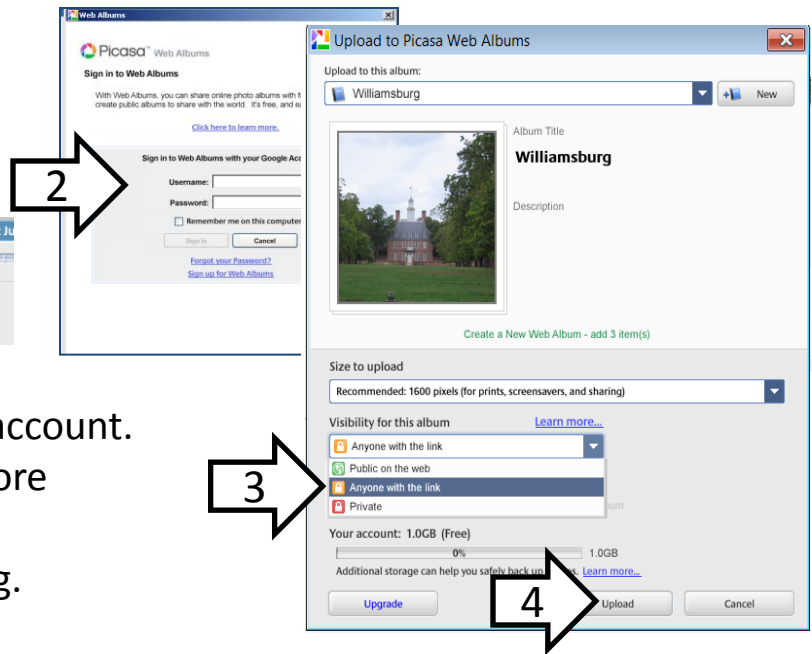 Web Albums
Picasa™ Web Albums
Sign in to Web Albums
With Web Albums, you can share online photo albums with
create public albums to share with the world. It's free, and
Click here to learn more.
Sign in to Web Albums with your Google
Username:
Password:
Remember me on this computer
Sign In
Cancel
Forgot your Password?
Sign up for Web Albums
2
Upload to Picasa Web Albums
Upload to this album:
Williamsburg
New
Album Title
Williamsburg
Description
Create a New Web Album - add 3 item(s)
Size to upload
Recommended: 1600 pixels (for prints, screensavers, and sharing)
Visibility for this album
Learn more...
Anyone with the link
Public on the web
Anyone with the link
Private
3
Your account: 1.0GB (Free)
0%
1.0GB
Additional storage can help you safely back up Learn more...
Upgrade
4
Upload
Cancel
account.
ore
g.